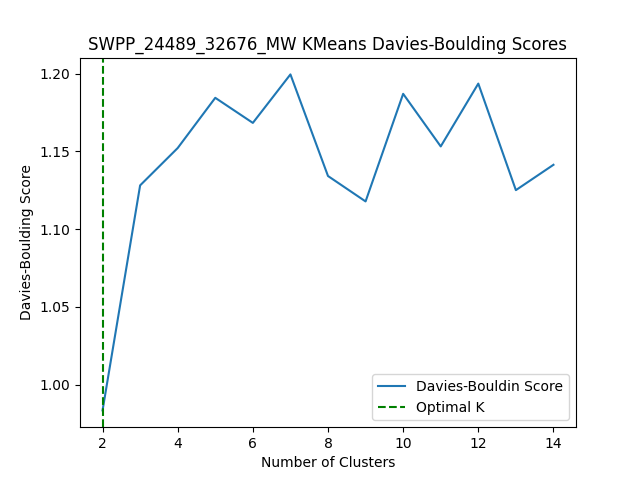 SWPP_24489_32676_MW KMeans Davies-Boulding Scores
1.20
1.15
1.10
1.05
1.00
Davies-Boulding Score
2 4 6 8 10 12 14
Number of Clusters
Davies-Bouldin Score
Optimal K